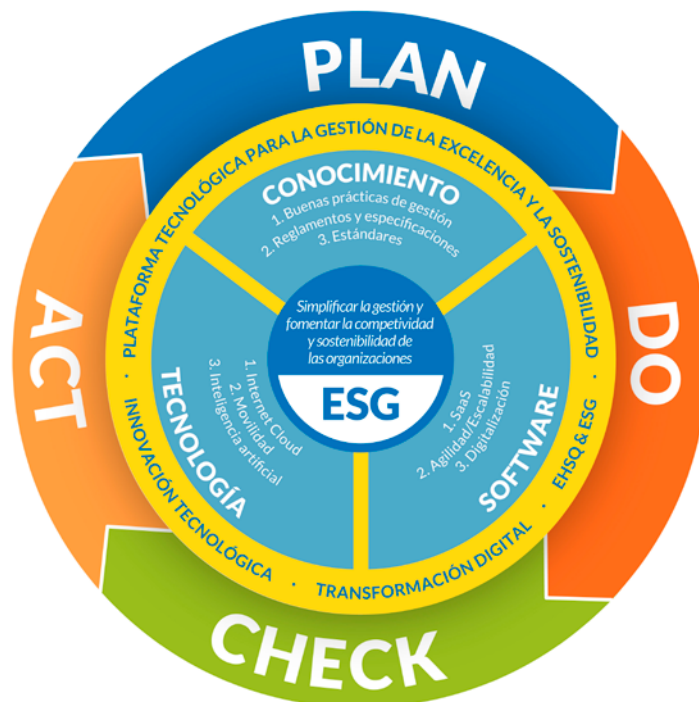 PLAN
DO
CHECK
ACT
· PLATAFORMA TECNOLÓGICA PARA LA GESTIÓN DE LA EXCELENCIA Y LA SOSTENIBILIDAD ·
EHSQ & ESG ·
TRANSFORMACIÓN DIGITAL ·
INNOVACIÓN TECNOLÓGICA
CONOCIMIENTO
1. Buenas prácticas de gestión
2. Reglamentos y especificaciones
3. Estándares
SOFTWARE
1. SaaS
2. Agilidad/Escalabilidad
3. Digitalización
TECNOLOGÍA
1. Internet Cloud
2. Movilidad
3. Inteligencia artificial
Simplificar la gestión y
fomentar la competividad
y sostenibilidad de
las organizaciones
ESG